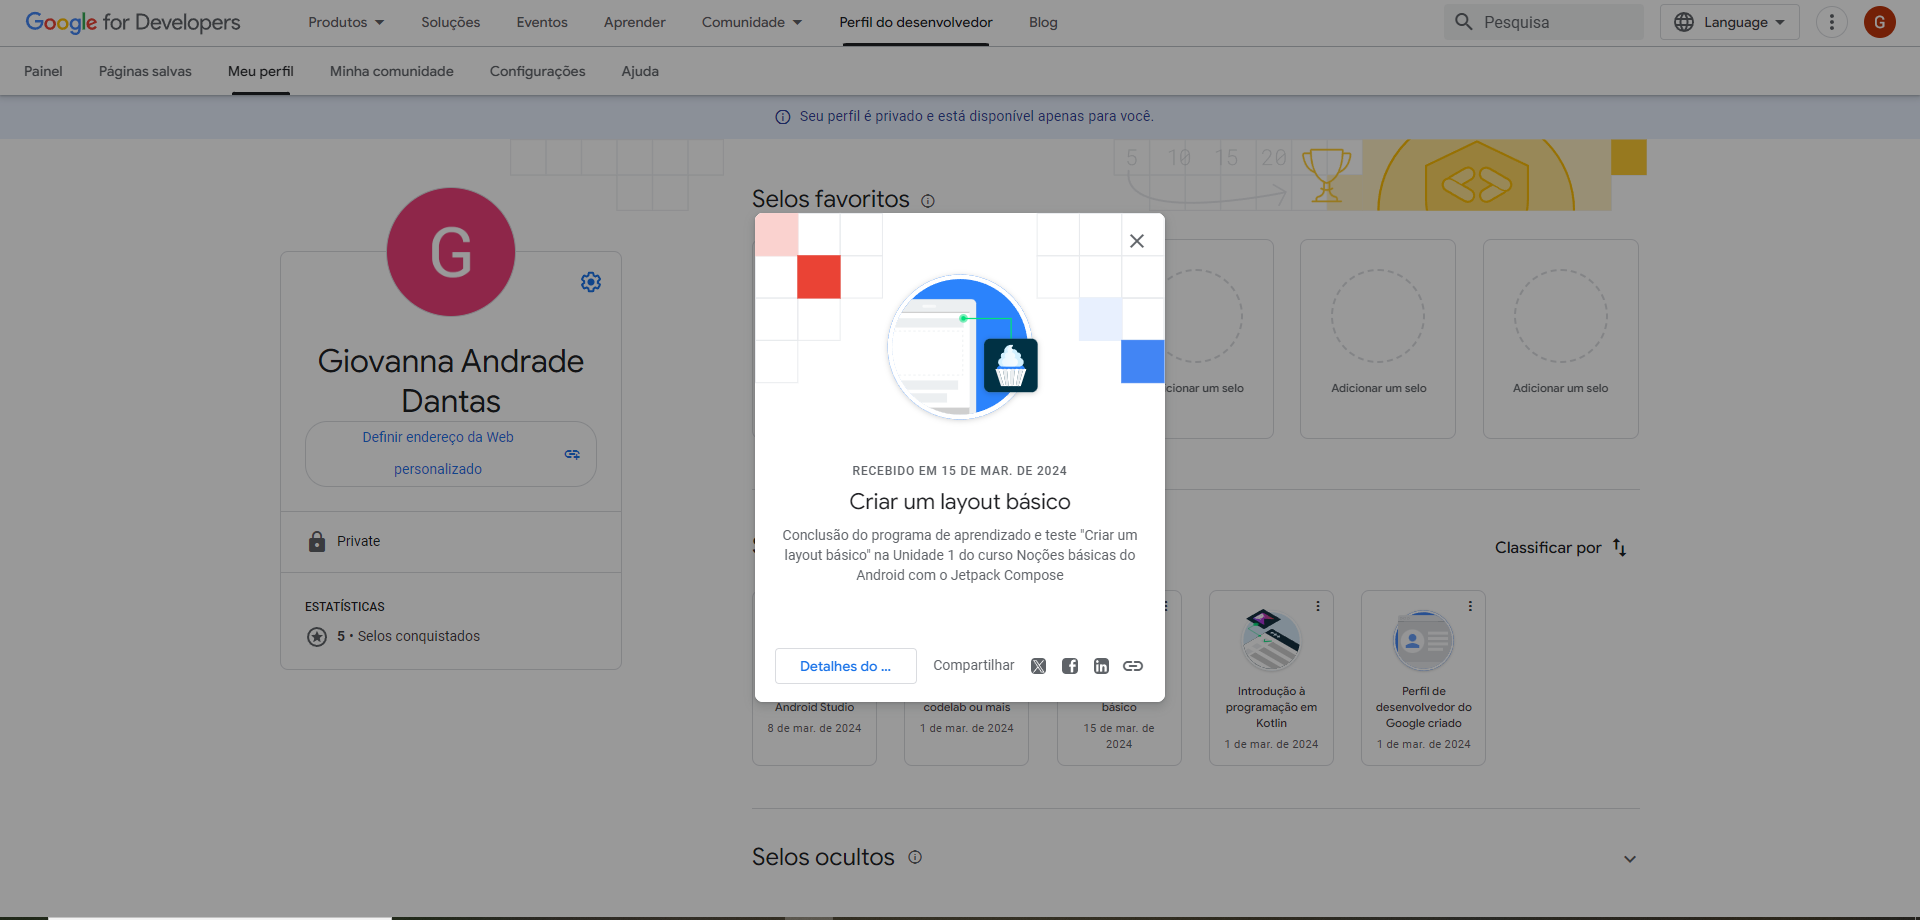 Google for Developers
Produtos
Soluções
Eventos
Aprender
Comunidade
Perfil do desenvolvedor
Blog
Pesquisa
Language
G
Painel
Páginas salvas
Meu perfil
Minha comunidade
Configurações
Ajuda
Seu perfil é privado e está disponível apenas para você.
5 10 15 20
G
Giovanna Andrade
Dantas
Definir endereço da Web
personalizado
Private
ESTATÍSTICAS
5 • Selos conquistados
Selos favoritos
cionar um selo
Adicionar um selo
Adicionar um selo
RECEBIDO EM 15 DE MAR. DE 2024
Criar um layout básico
Conclusão do programa de aprendizado e teste "Criar um
layout básico" na Unidade 1 do curso Noções básicas do
Android com o Jetpack Compose
Detalhes do ...
Compartilhar
Classificar por
Android Studio
8 de mar. de 2024
codelab ou mais
1 de mar. de 2024
básico
15 de mar. de
2024
Introdução à
programação em
Kotlin
1 de mar. de 2024
Perfil de
desenvolvedor do
Google criado
1 de mar. de 2024
Selos ocultos